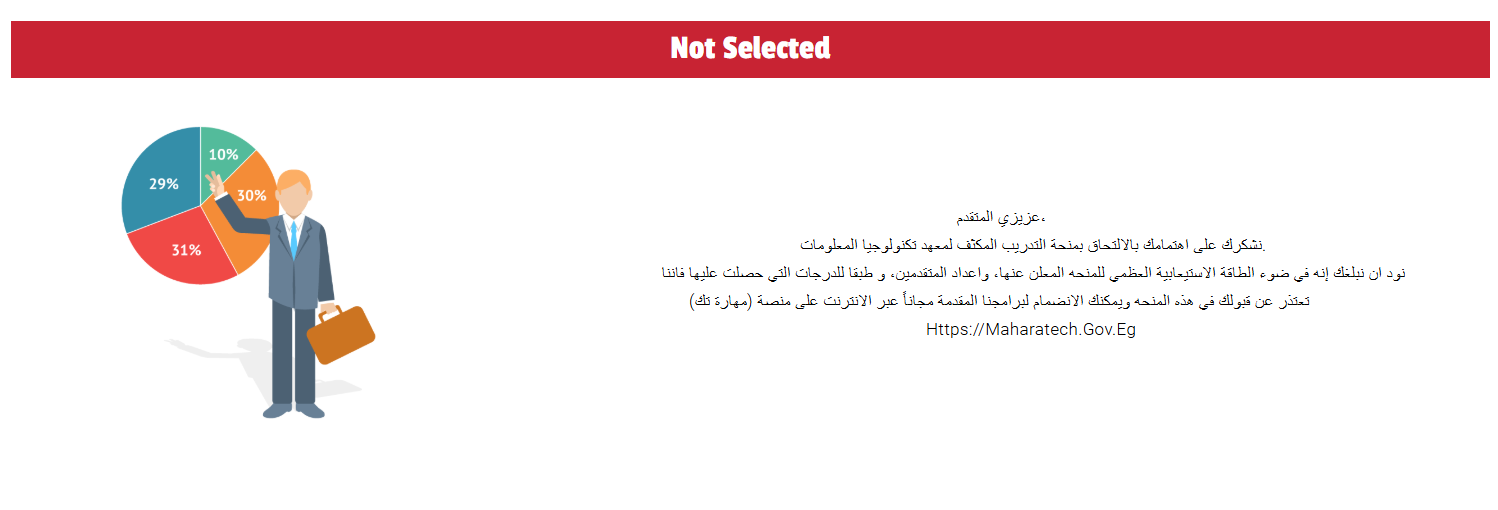 Not Selected
10%
29%
30%
31%
عزيزي المتقدم،
نشكرك على اهتمامك بالالتحاق بمنحة التدريب المكثف لمعهد تكنولوجيا المعلومات.
نود ان نبلغك إنه في ضوء الطاقة الاستيعابية العظمي للمنحه المعلن عنها، واعداد المتقدمين، و طبقا للدرجات التي حصلت عليها فاننا
تعتذر عن قبولك في هذه المنحه ويمكنك الانضمام لبرامجنا المقدمة مجاناً عبر الانترنت على منصة (مهارة تك)
Https://Maharatech.Gov.Eg